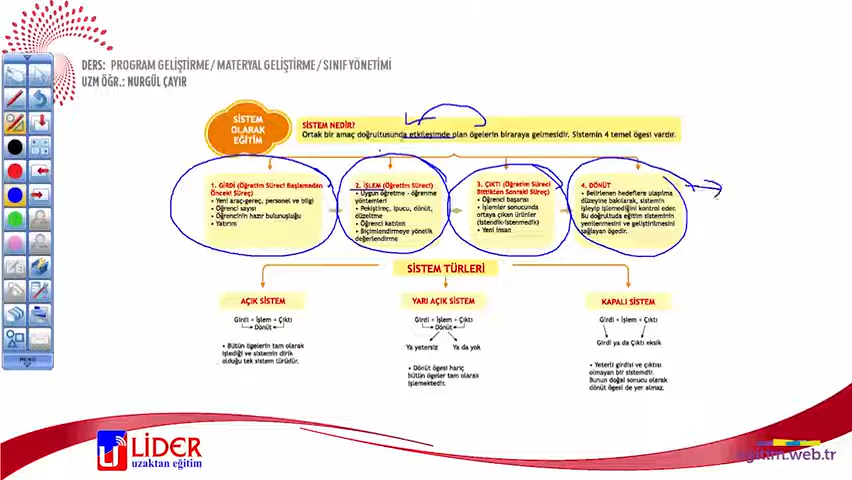 DERS: PROGRAM GELİŞTİRME / MATERYAL GELİŞTİRME / SINIF YÖNETİMİ
UZM ÖĞR.: NURGÜL ÇAYIR
SİSTEM
OLARAK
EĞİTİM
SİSTEM NEDİR?
Ortak bir amaç doğrultusunda etkileşimde olan ögelerin biraraya gelmesidir. Sistemin 4 temel ögesi vardır.
1. GİRDİ (Öğretim Süreci Başlamadan
Önceki Süreç)
• Yeni araç-gereç, personel ve bilgi
• Öğrenci sayısı
• Öğrencinin hazır bulunuşluğu
• Yatırım
2. İŞLEM (Öğretim Süreci)
• Uygun öğretme - öğrenme
yöntemleri
• Pekiştireç, ipucu, dönüt,
düzeltme
• Öğrenci katılım
• Biçimlendirmeye yönelik
değerlendirme
3. ÇIKTI (Öğretim Süreci
Bittikten Sonraki Süreç)
• Öğrenci başarısı
• İşlemler sonucunda
ortaya çıkan ürünler
(istendik-istenmedik)
• Yeni insan
4. DÖNÜT
• Belirlenen hedeflere ulaşılma
düzeyine bakılarak, sistemin
işleyip işlemediğini kontrol eder.
Bu doğrultuda eğitim sisteminin
yenilenmesini ve geliştirilmesini
sağlayan ögedir.
SİSTEM TÜRLERİ
AÇIK SİSTEM
Girdi + İşlem + Çıktı
Dönüt
• Bütün ögelerin tam olarak
işlediği ve sistemin dirik
olduğu tek sistem türüdür.
YARI AÇIK SİSTEM
Girdi + İşlem + Çıktı
Dönüt
Ya yetersiz Ya da yok
• Dönüt ögesi hariç
bütün ögeler tam olarak
işlemektedir.
KAPALI SİSTEM
Girdi + İşlem + Çıktı
Girdi ya da Çıktı eksik
• Yeterli girdisi ve çıktısı
olmayan bir sistemdir.
Bunun doğal sonucu olarak
dönüt ögesi de yer almaz.
MENÜ
LİDER
uzaktan eğitim
egitim.web.tr